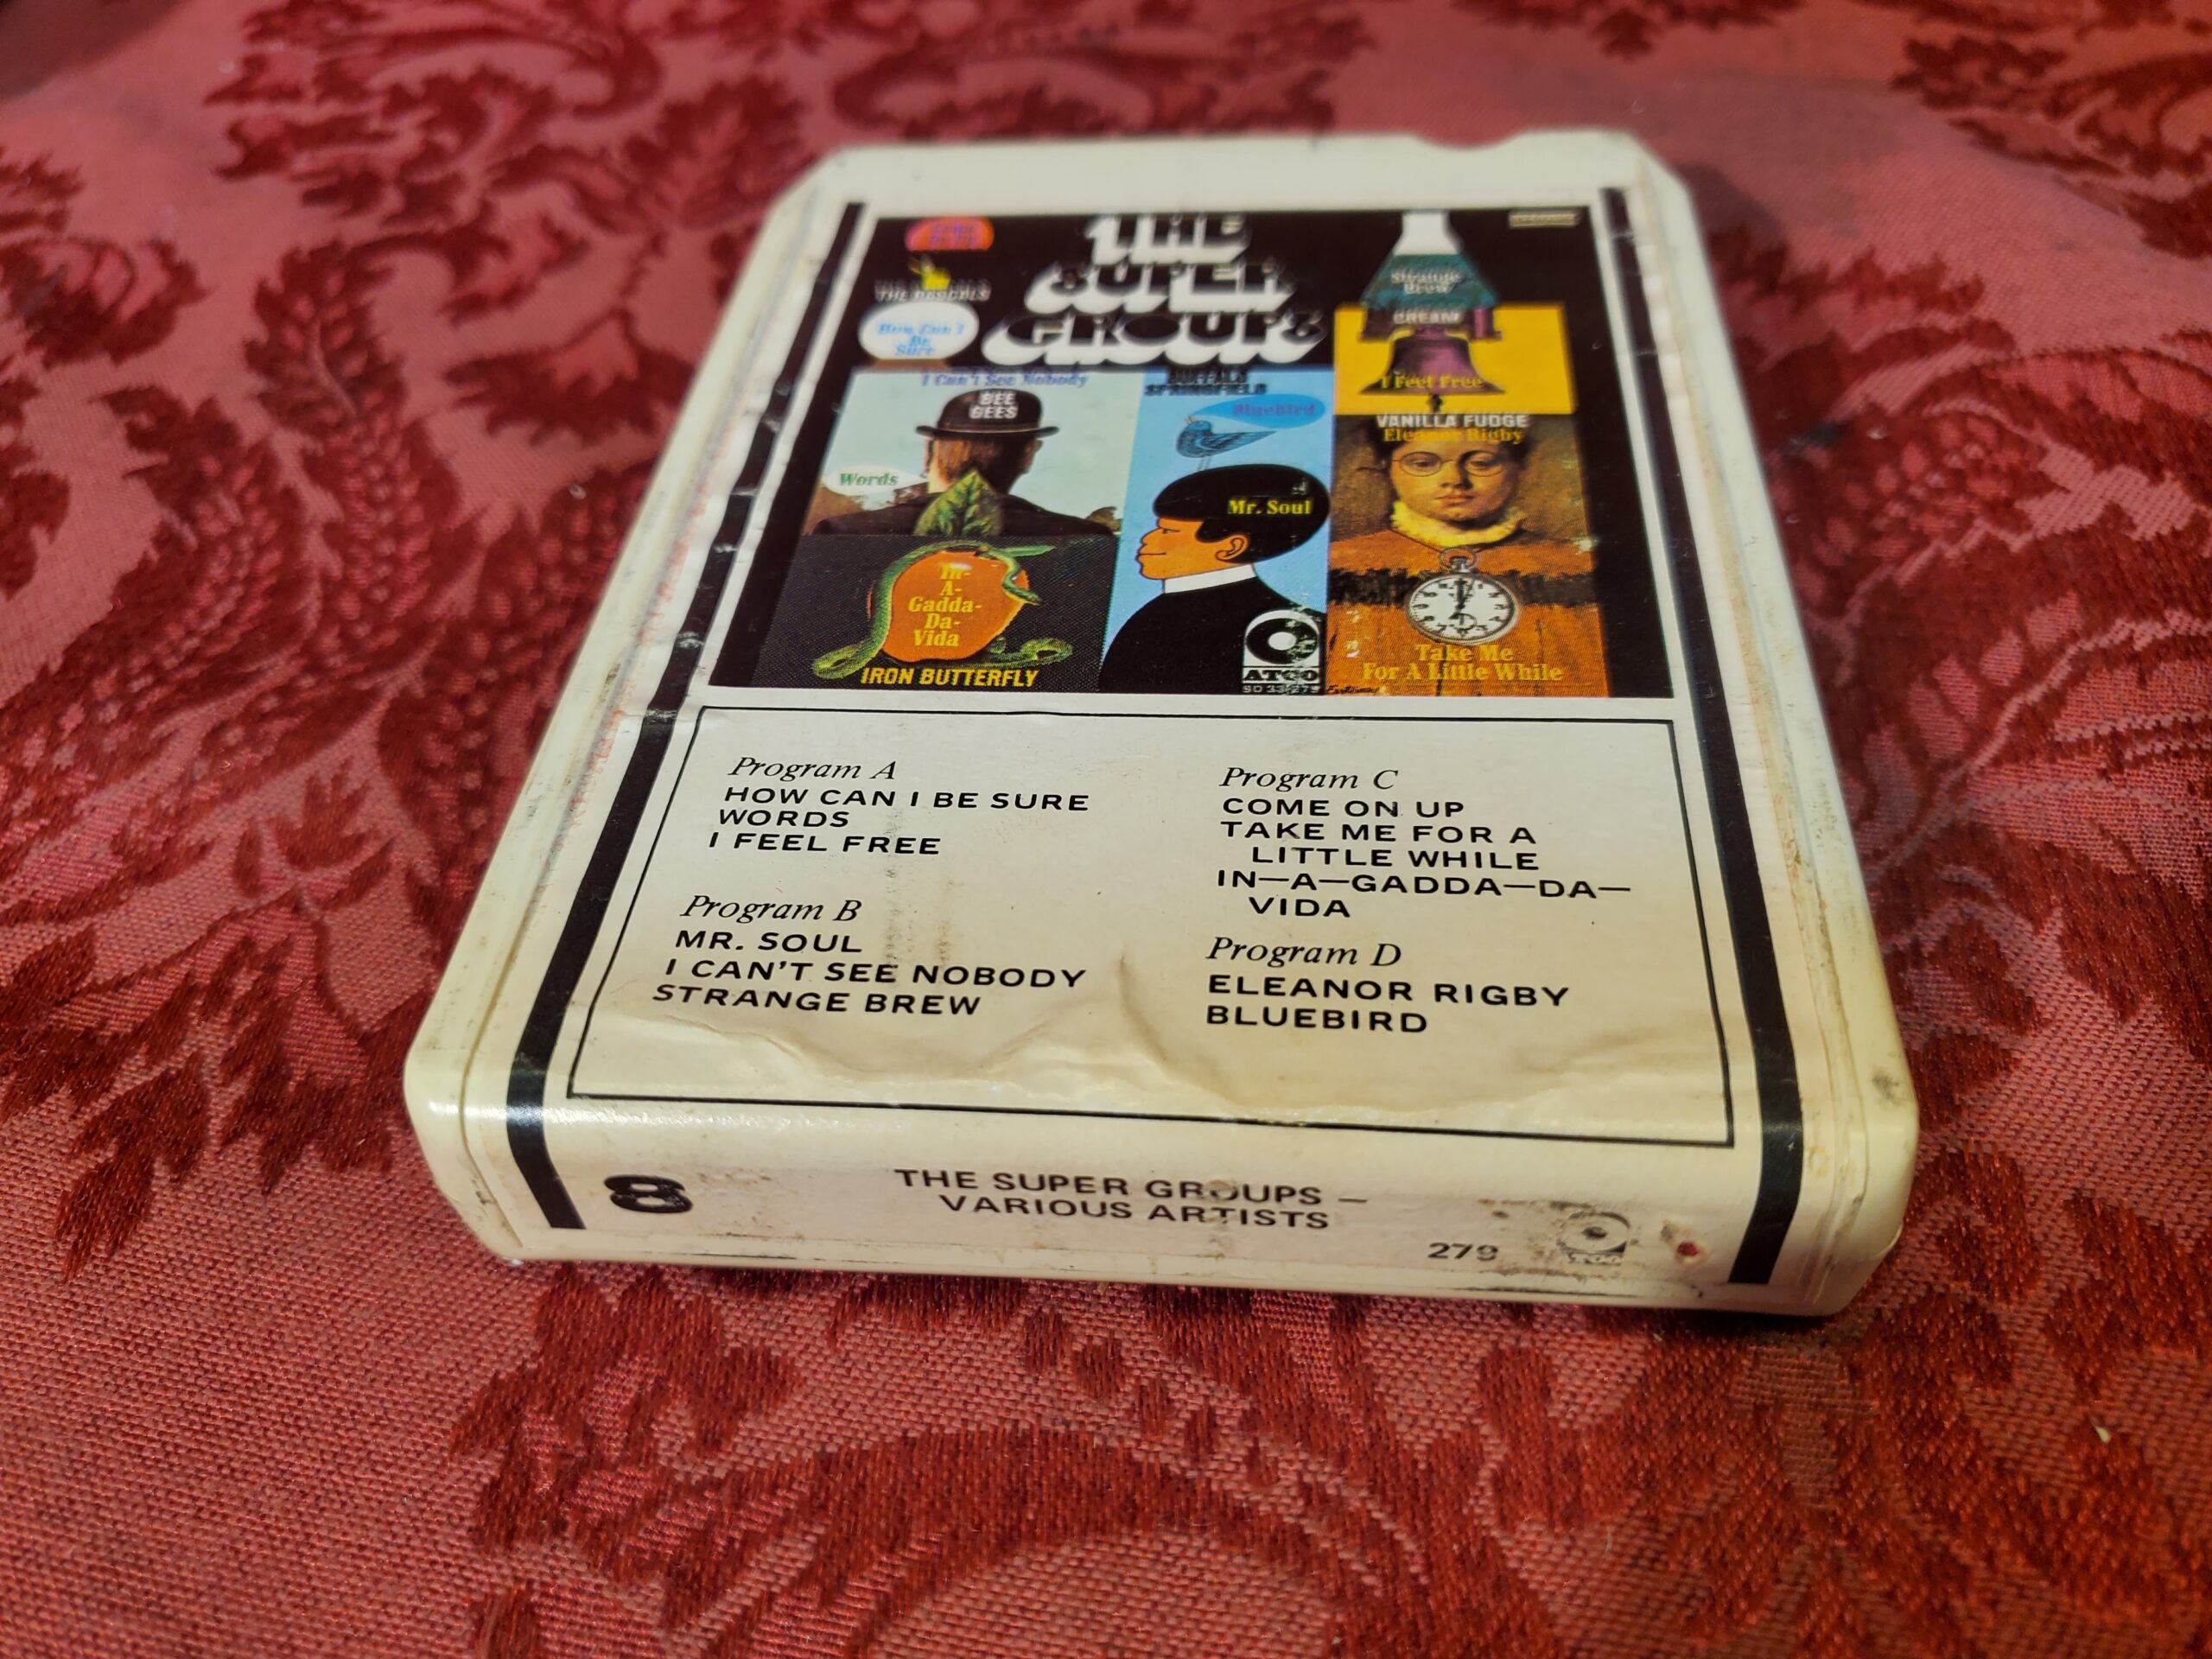 THE
SUPER
GROUPS
THE RASCALS
How Can I
Be
Sure
Strange
Brew
CREAM
I Feel Free
I Can't See Nobody
BEE
GEES
Words
BUFFALO
SPRINGFIELD
Bluebird
Mr. Soul
VANILLA FUDGE
Eleanor Rigby
Take Me
For A Little While
In-
A-
Gadda-
Da-
Vida
IRON BUTTERFLY
ATCO
SD 33-279
Program A
HOW CAN I BE SURE
WORDS
I FEEL FREE
Program B
MR. SOUL
I CAN'T SEE NOBODY
STRANGE BREW
Program C
COME ON UP
TAKE ME FOR A
LITTLE WHILE
IN—A—GADDA—DA—
VIDA
Program D
ELEANOR RIGBY
BLUEBIRD
8
THE SUPER GROUPS –
VARIOUS ARTISTS
279